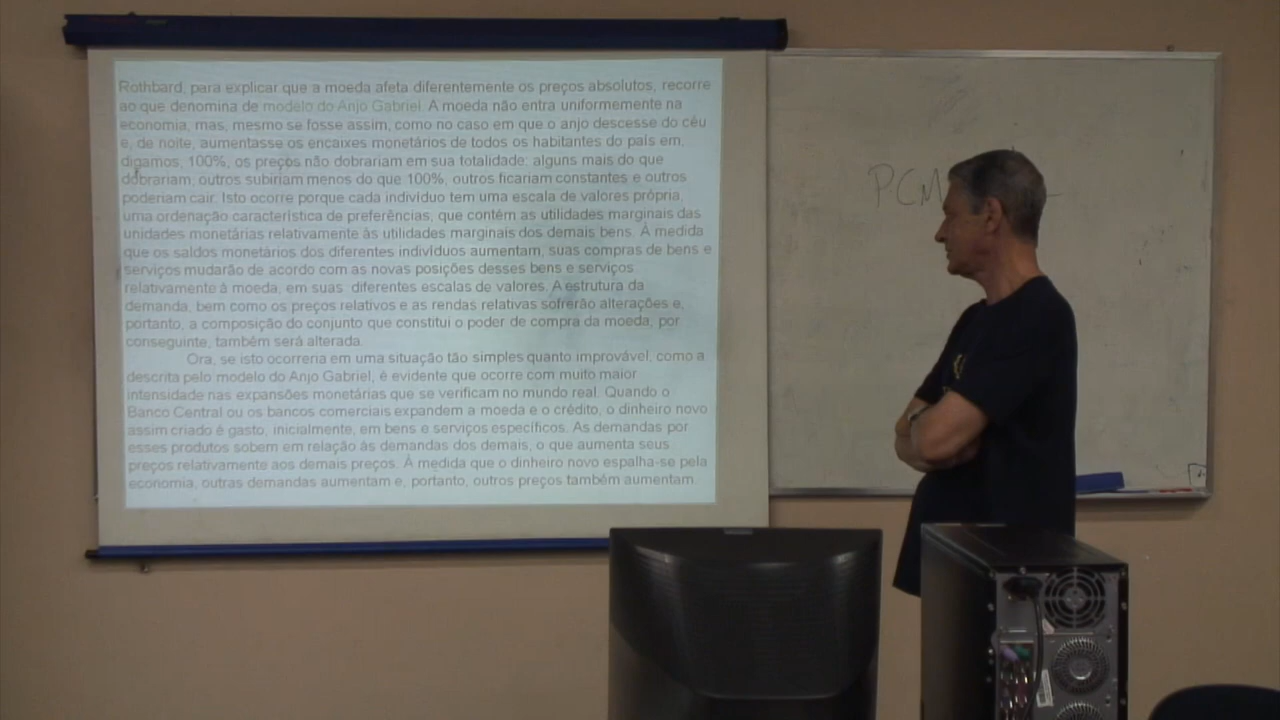 Rothbard, para explicar que a moeda afeta diferentemente os preços absolutos, recorre
ao que denomina de modelo do Anjo Gabriel. A moeda não entra uniformemente na
economia, mas, mesmo se fosse assim, como no caso em que o anjo descesse do céu
e, de noite, aumentasse os encaixes monetários de todos os habitantes do país em,
digamos, 100%, os preços não dobrariam em sua totalidade: alguns mais do que
dobrariam, outros subiriam menos do que 100%, outros ficariam constantes e outros
poderiam cair. Isto ocorre porque cada indivíduo tem uma escala de valores própria,
uma ordenação característica de preferências, que contêm as utilidades marginais das
unidades monetárias relativamente às utilidades marginais dos demais bens. À medida
que os saldos monetários dos diferentes indivíduos aumentam, suas compras de bens e
serviços mudarão de acordo com as novas posições desses bens e serviços
relativamente à moeda, em suas diferentes escalas de valores. A estrutura da
demanda, bem como os preços relativos e as rendas relativas sofrerão alterações e,
portanto, a composição do conjunto que constitui o poder de compra da moeda, por
conseguinte, também será alterada.
Ora, se isto ocorreria em uma situação tão simples quanto improvável, como a
descrita pelo modelo do Anjo Gabriel, é evidente que ocorre com muito maior
intensidade nas expansões monetárias que se verificam no mundo real. Quando o
Banco Central ou os bancos comerciais expandem a moeda e o crédito, o dinheiro novo
assim criado é gasto, inicialmente, em bens e serviços específicos. As demandas por
esses produtos sobem em relação às demandas dos demais, o que aumenta seus
preços relativamente aos demais preços. À medida que o dinheiro novo espalha-se pela
economia, outras demandas aumentam e, portanto, outros preços também aumentam
PCM